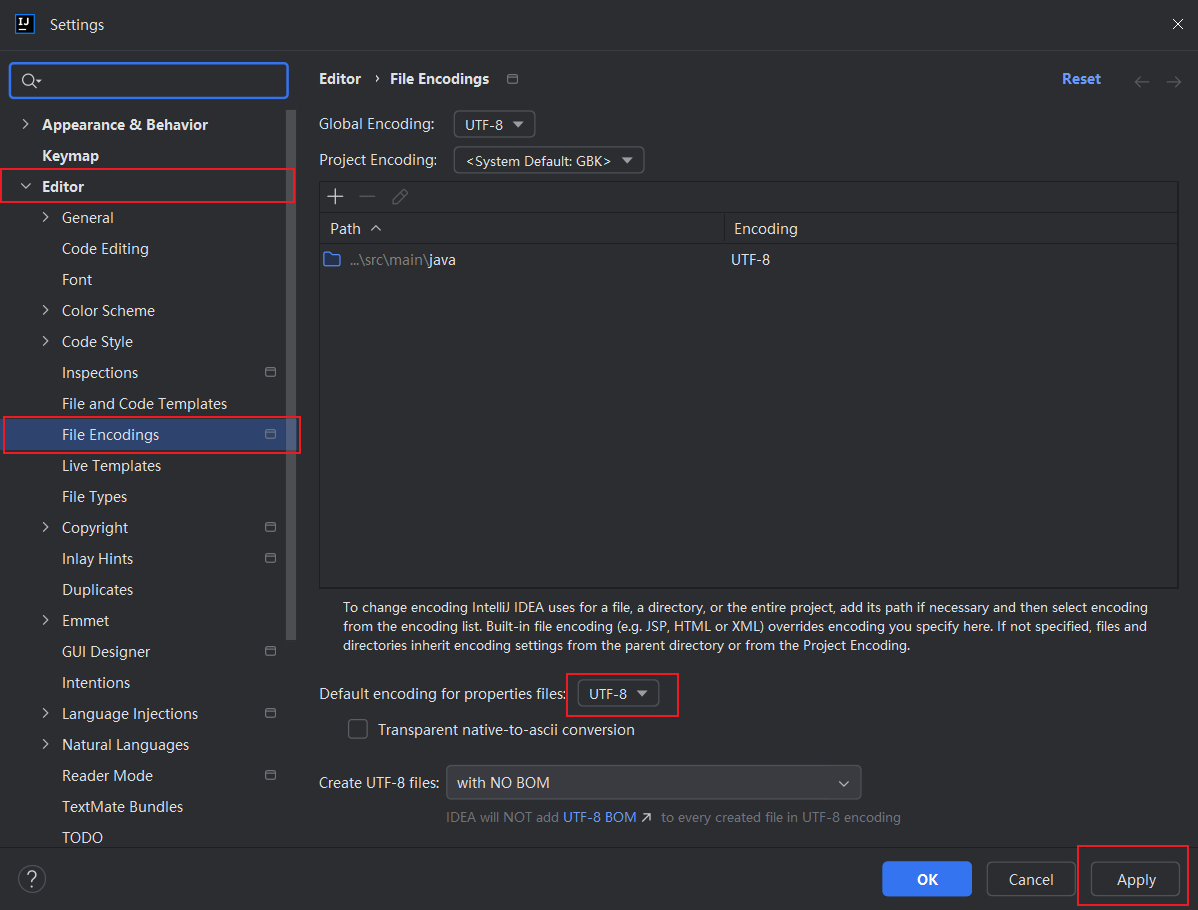 IJ
Settings
Appearance & Behavior
Keymap
Editor
General
Code Editing
Font
Color Scheme
Code Style
Inspections
File and Code Templates
File Encodings
Live Templates
File Types
Copyright
Inlay Hints
Duplicates
Emmet
GUI Designer
Intentions
Language Injections
Natural Languages
Reader Mode
TextMate Bundles
TODO
Editor › File Encodings
Reset
Global Encoding: UTF-8
Project Encoding: <System Default: GBK>
Path Encoding
...\src\main\java UTF-8
To change encoding IntelliJ IDEA uses for a file, a directory, or the entire project, add its path if necessary and then select encoding
from the encoding list. Built-in file encoding (e.g. JSP, HTML or XML) overrides encoding you specify here. If not specified, files and
directories inherit encoding settings from the parent directory or from the Project Encoding.
Default encoding for properties files: UTF-8
Transparent native-to-ascii conversion
Create UTF-8 files: with NO BOM
IDEA will NOT add UTF-8 BOM ↗ to every created file in UTF-8 encoding
?
OK Cancel Apply